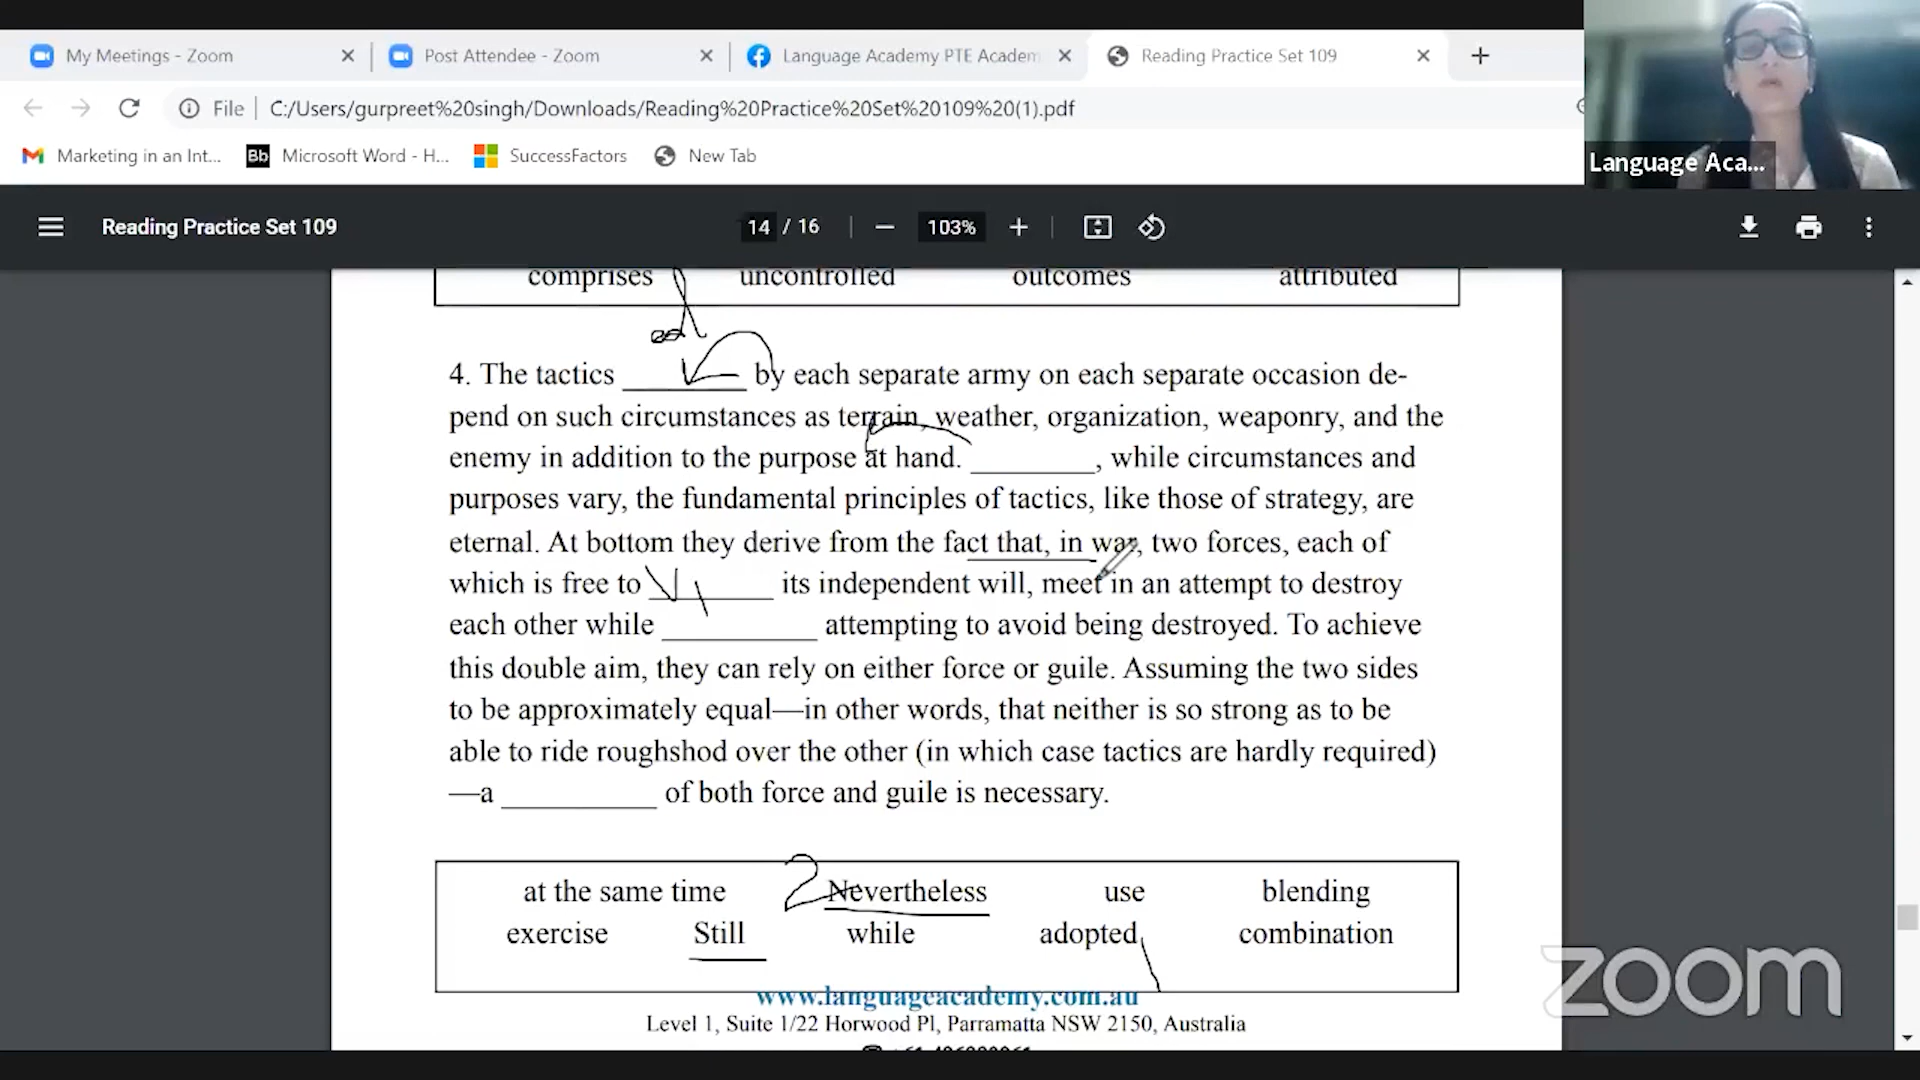 My Meetings - Zoom
Post Attendee - Zoom
Language Academy PTE Academ
Reading Practice Set 109
File C:/Users/gurpreet%20singh/Downloads/Reading%20Practice%20Set%20109%20(1).pdf
Marketing in an Int...
Bb Microsoft Word - H...
SuccessFactors
New Tab
Language Aca...
Reading Practice Set 109
14 / 16
103%
comprises uncontrolled outcomes attributed
ed
4. The tactics ________ by each separate army on each separate occasion de-
pend on such circumstances as terrain, weather, organization, weaponry, and the
enemy in addition to the purpose at hand. ________, while circumstances and
purposes vary, the fundamental principles of tactics, like those of strategy, are
eternal. At bottom they derive from the fact that, in war, two forces, each of
which is free to V1 ________ its independent will, meet in an attempt to destroy
each other while __________ attempting to avoid being destroyed. To achieve
this double aim, they can rely on either force or guile. Assuming the two sides
to be approximately equal—in other words, that neither is so strong as to be
able to ride roughshod over the other (in which case tactics are hardly required)
—a __________ of both force and guile is necessary.
at the same time 2 Nevertheless use blending
exercise Still while adopted combination
www.languageacademy.com.au
Level 1, Suite 1/22 Horwood Pl, Parramatta NSW 2150, Australia
zoom